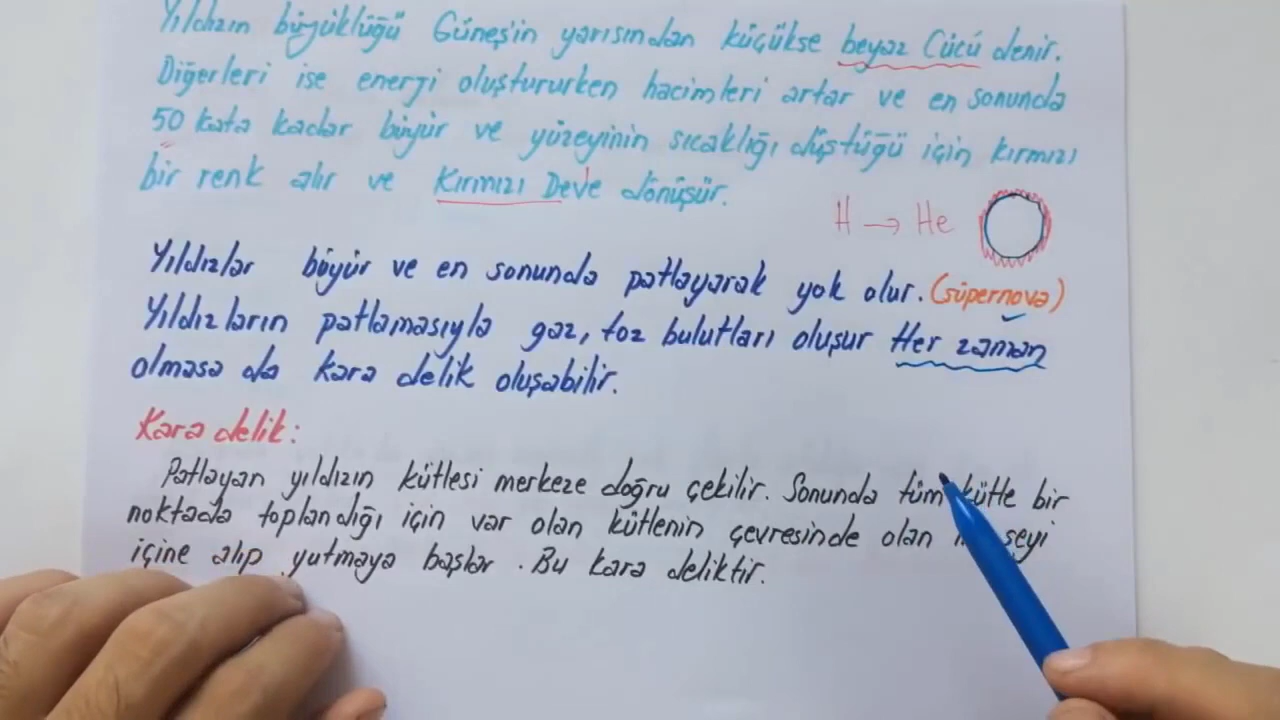 Yıldızın büyüklüğü Güneş'in yarısından küçükse beyaz Cücü denir.
Diğerleri ise enerji oluştururken hacimleri artar ve en sonunda
50 kata kadar büyür ve yüzeyinin sıcaklığı düştüğü için kırmızı
bir renk alır ve Kırmızı Deve dönüşür.
H → He
Yıldızlar büyür ve en sonunda patlayarak yok olur. (süpernova)
Yıldızların patlamasıyla gaz, toz bulutları oluşur Her zaman
olmasa da kara delik oluşabilir.
Kara delik:
Patlayan yıldızın kütlesi merkeze doğru çekilir. Sonunda tüm kütle bir
noktada toplandığı için var olan kütlenin çevresinde olan şeyi
içine alıp yutmaya başlar. Bu kara deliktir.